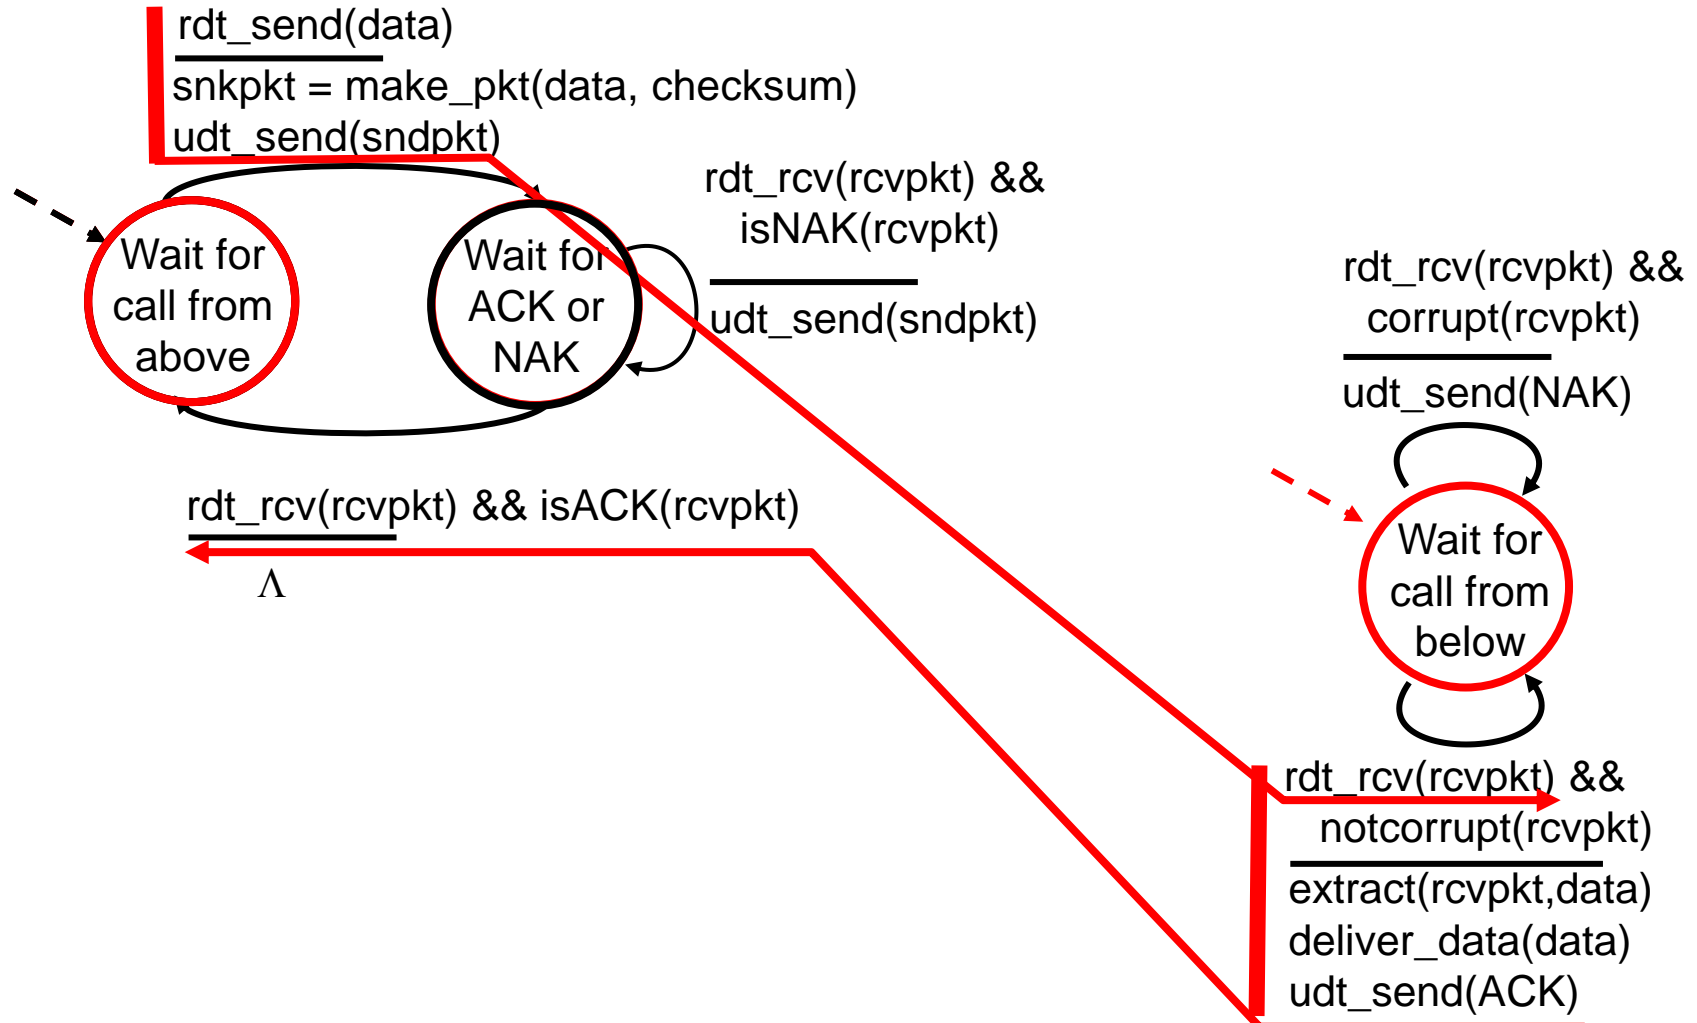 rdt_send(data)
snkpkt = make_pkt(data, checksum)
udt_send(sndpkt)
Wait for
call from
above
Wait for
ACK or
NAK
rdt_rcv(rcvpkt) &&
isNAK(rcvpkt)
udt_send(sndpkt)
rdt_rcv(rcvpkt) && isACK(rcvpkt)
Λ
rdt_rcv(rcvpkt) &&
corrupt(rcvpkt)
udt_send(NAK)
Wait for
call from
below
rdt_rcv(rcvpkt) &&
notcorrupt(rcvpkt)
extract(rcvpkt,data)
deliver_data(data)
udt_send(ACK)